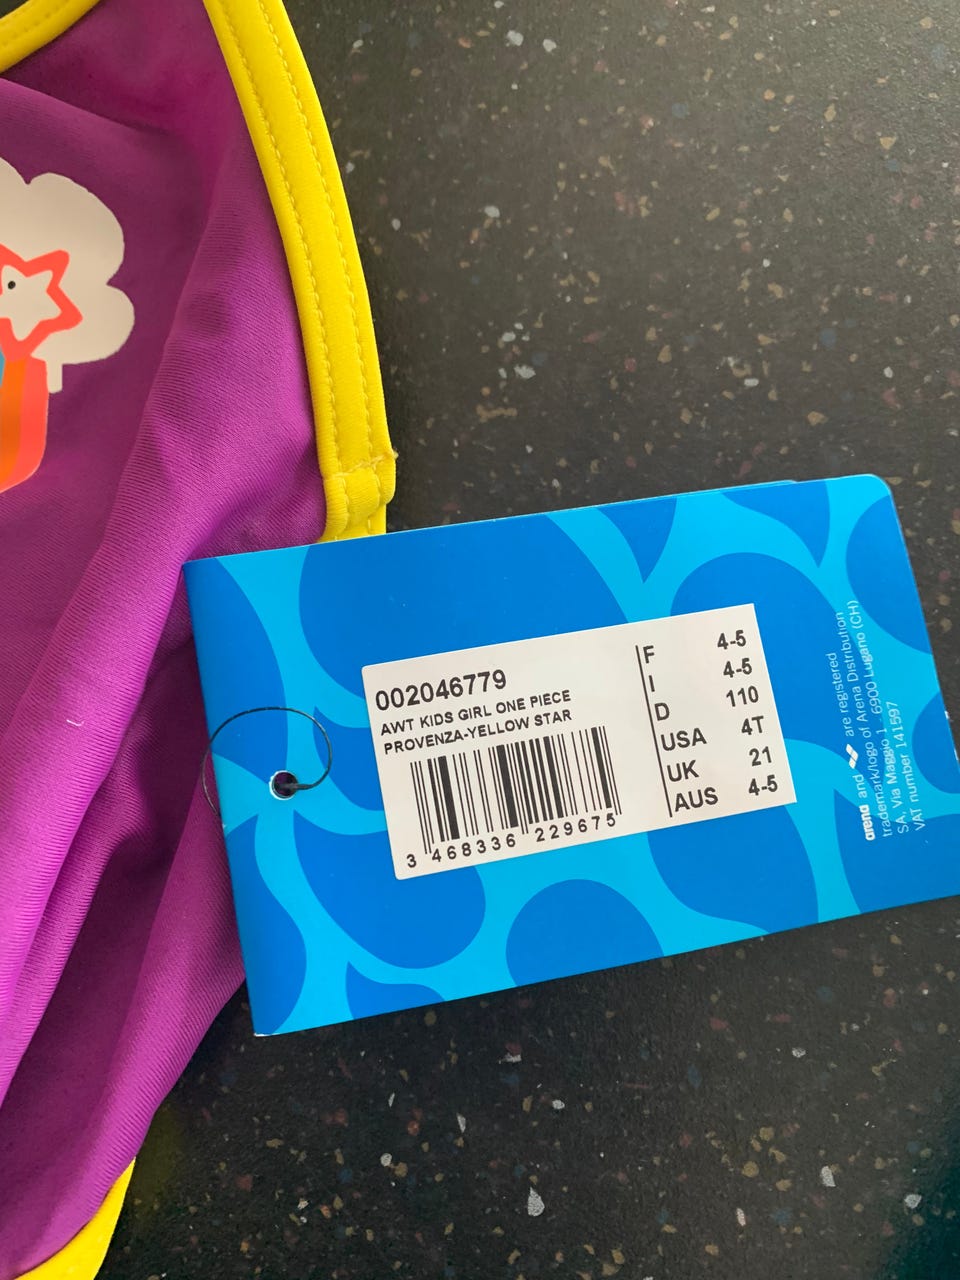 002046779
AWT KIDS GIRL ONE PIECE
PROVENZA-YELLOW STAR
3 468336 229675
F 4-5
I 4-5
D 110
USA 4T
UK 21
AUS 4-5
arena and are registered
trademark/logo of Arena Distribution
SA, Via Maggio 1 . 6900 Lugano (CH)
VAT number 141597